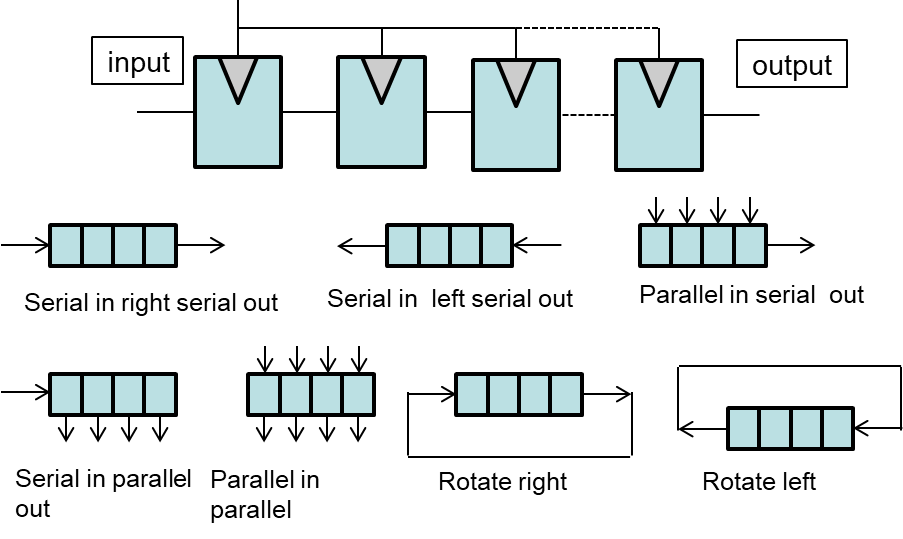 input
output
Serial in right serial out
Serial in  left serial out
Parallel in serial  out
Serial in parallel
out
Parallel in
parallel
Rotate right
Rotate left